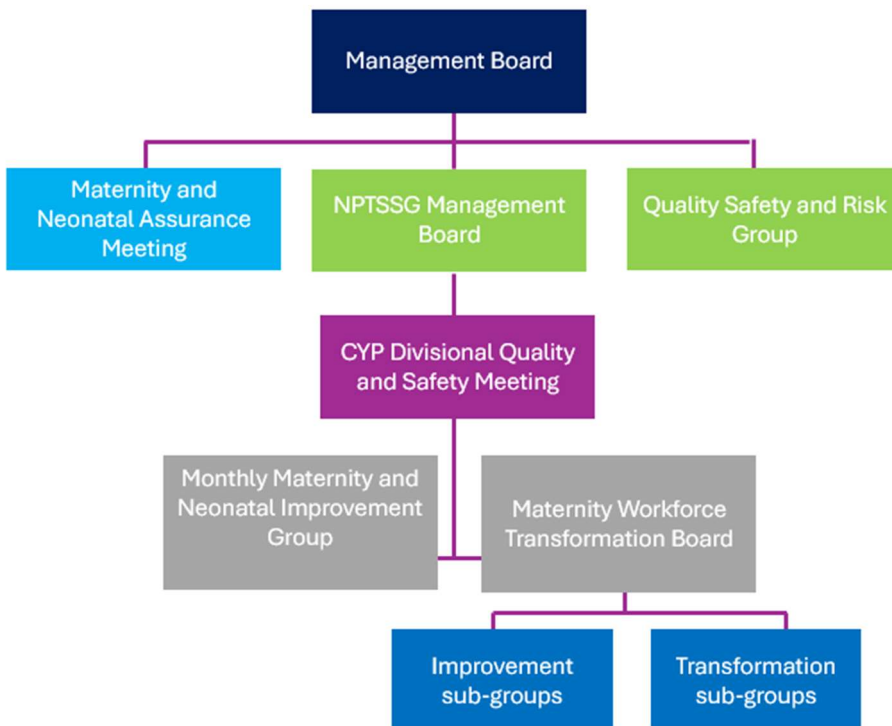 Management Board
Maternity and
Neonatal Assurance
Meeting
NPTSSG Management
Board
Quality Safety and Risk
Group
CYP Divisional Quality
and Safety Meeting
Monthly Maternity and
Neonatal Improvement
Group
Maternity Workforce
Transformation Board
Improvement
sub-groups
Transformation
sub-groups